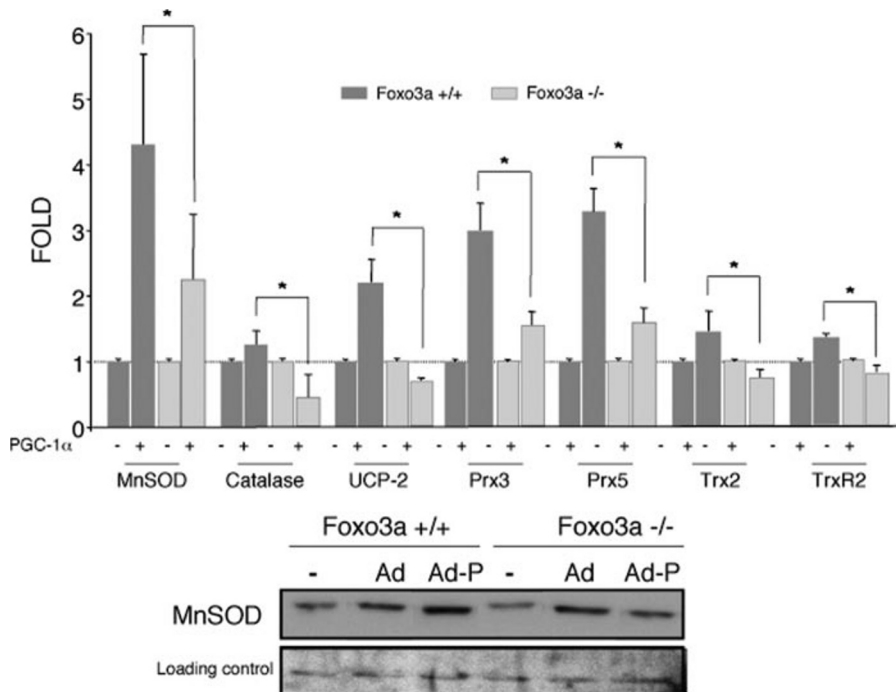 6
5
4
3
2
1
0
FOLD
Foxo3a +/+ Foxo3a -/-
* * * * * * *
PGC-1α - + - + - + - + - + - + - + - + - + - + - + - + - + - +
MnSOD Catalase UCP-2 Prx3 Prx5 Trx2 TrxR2
Foxo3a +/+ Foxo3a -/-
- Ad Ad-P - Ad Ad-P
MnSOD
Loading control